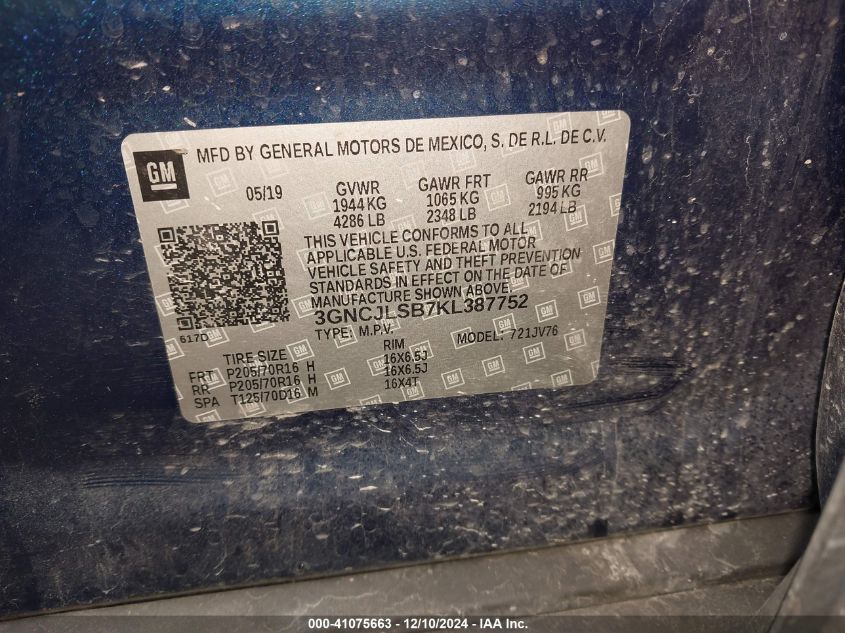 GM MFD BY GENERAL MOTORS DE MEXICO, S. DE R.L. DE C.V.
05/19 GVWR GAWR FRT GAWR RR
1944 KG 1065 KG 995 KG
4286 LB 2348 LB 2194 LB
THIS VEHICLE CONFORMS TO ALL
APPLICABLE U.S. FEDERAL MOTOR
VEHICLE SAFETY AND THEFT PREVENTION
STANDARDS IN EFFECT ON THE DATE OF
MANUFACTURE SHOWN ABOVE.
3GNCJLSB7KL387752
617D TYPE: M.P.V. MODEL: 721JV76
TIRE SIZE RIM
FRT P205/70R16 H 16X6.5J
RR P205/70R16 H 16X6.5J
SPA T125/70D16 M 16X4T
000-41075663 - 12/10/2024 - IAA Inc.